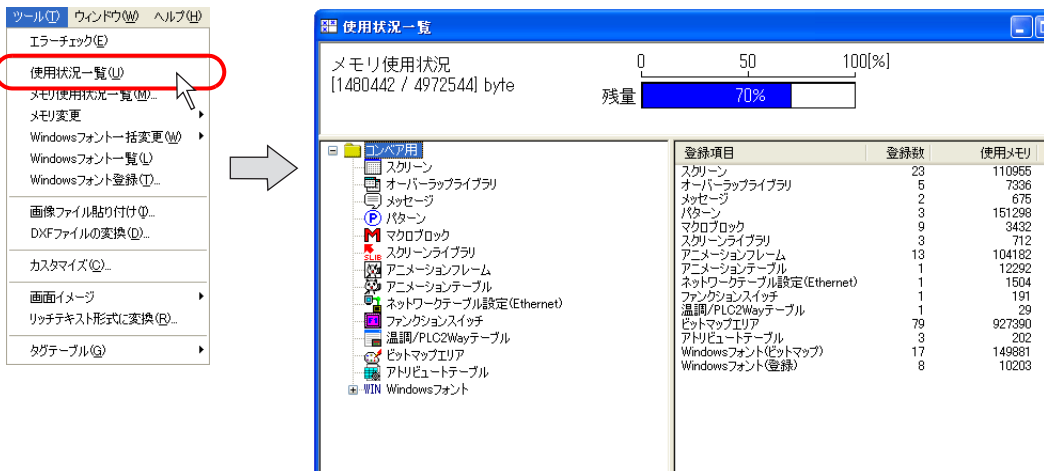 ツール(T) ウィンドウ(W) ヘルプ(H)
エラーチェック(E)
使用状況一覧(U)
メモリ使用状況一覧(M)...
メモリ変更
Windowsフォント一括変更(W)
Windowsフォント一覧(L)
Windowsフォント登録(T)...
画像ファイル貼り付け(I)...
DXFファイルの変換(D)...
カスタマイズ(C)...
画面イメージ
リッチテキスト形式に変換(R)...
タグテーブル(G)
使用状況一覧
メモリ使用状況
[1480442 / 4972544] byte
0 50 100[%]
残量 70%
コンベア用
スクリーン
オーバーラップライブラリ
メッセージ
P パターン
M マクロブロック
SLIB スクリーンライブラリ
アニメーションフレーム
アニメーションテーブル
ネットワークテーブル設定(Ethernet)
ファンクションスイッチ
温調/PLC2Wayテーブル
ビットマップエリア
アトリビュートテーブル
WIN Windowsフォント
登録項目 登録数 使用メモリ
スクリーン 23 110955
オーバーラップライブラリ 5 7336
メッセージ 2 675
パターン 3 151298
マクロブロック 9 3432
スクリーンライブラリ 3 712
アニメーションフレーム 13 104182
アニメーションテーブル 1 12292
ネットワークテーブル設定(Ethernet) 1 1504
ファンクションスイッチ 1 191
温調/PLC2Wayテーブル 1 29
ビットマップエリア 79 927390
アトリビュートテーブル 3 202
Windowsフォント(ビットマップ) 17 149881
Windowsフォント(登録) 8 10203